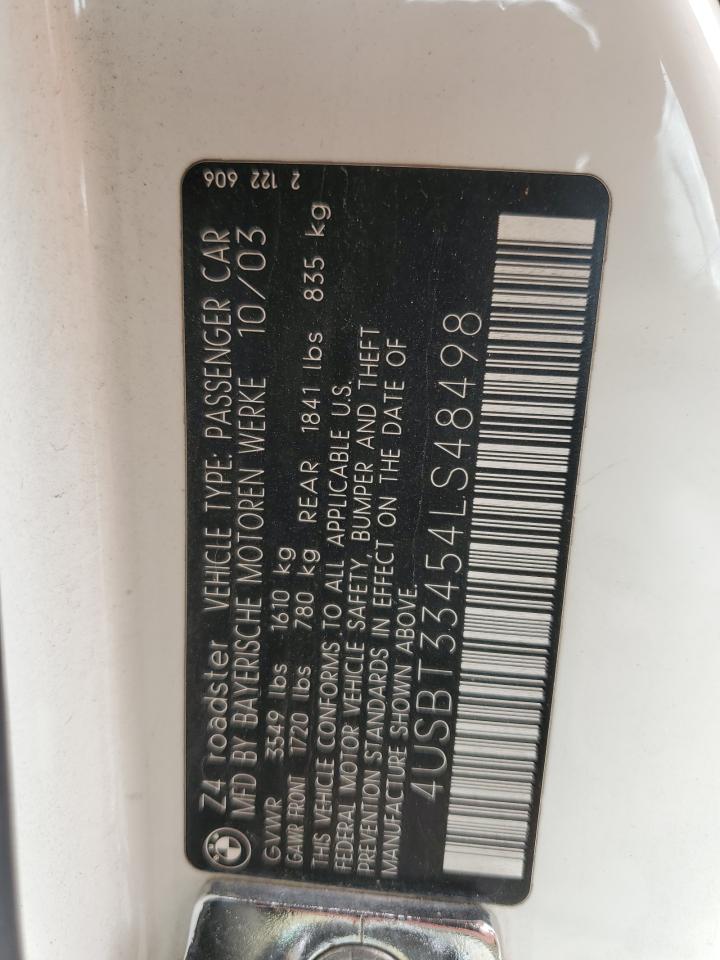 2 122 606
Z4 roadster VEHICLE TYPE: PASSENGER CAR
MFD BY BAYERISCHE MOTOREN WERKE 10/03
GVWR 3549 lbs 1610 kg
GAWR FRONT 1720 lbs 780 kg REAR 1841 lbs 835 kg
THIS VEHICLE CONFORMS TO ALL APPLICABLE U.S.
FEDERAL MOTOR VEHICLE SAFETY, BUMPER AND THEFT
PREVENTION STANDARDS IN EFFECT ON THE DATE OF
MANUFACTURE SHOWN ABOVE.
4USBT33454LS48498